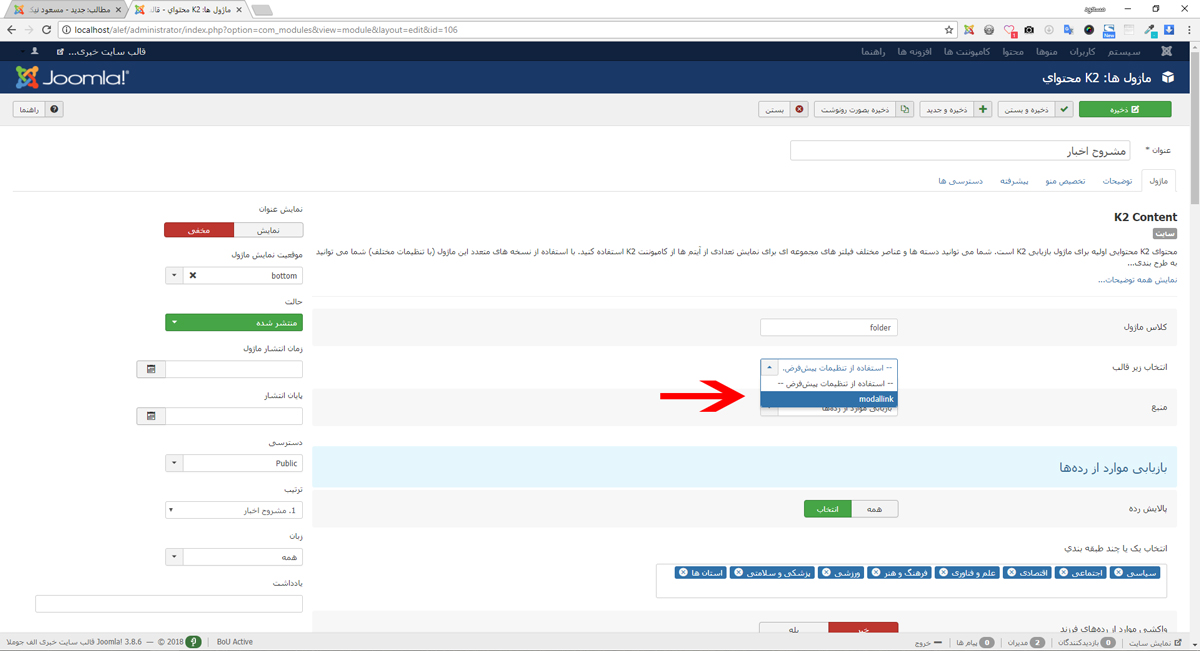 مازول ها: K2 محتواي - قال
مطالب: جدید - مسعود نیک
مسعود
localhost/alef/administrator/index.php?option=com_modules&view=module&layout=edit&id=106
سیستم کاربران منوها محتوا کامپوننت ها افزونه ها راهنما
قالب سایت خبری...
مازول ها: K2 محتواي
Joomla!®
ذخیره
ذخیره و بستن
ذخیره و جدید
ذخیره بصورت رونوشت
بستن
راهنما
عنوان *
مشروح اخبار
ماژول توضیحات تخصیص منو پیشرفته دسترسی ها
K2 Content
سایت
محتوای K2 محتوایی اولیه برای ماژول بازیابی K2 است. شما می توانید دسته ها و عناصر مختلف فیلتر های مجموعه ای برای نمایش تعدادی از آیتم ها از کامپوننت K2 استفاده کنید. با استفاده از نسخه های متعدد این ماژول (با تنظیمات مختلف) شما می توانید
به طرح بندی...
نمایش همه توضیحات...
کلاس ماژول
folder
انتخاب زیر قالب
-- استفاده از تنظیمات پیش‌فرض.
-- استفاده از تنظیمات پیش‌فرض --
modallink
منبع
بازیابی موارد از رده‌ها
بازیابی موارد از رده‌ها
پالایش رده
همه
انتخاب
انتخاب یک یا چند طبقه بندي
سیاسی
اجتماعی
اقتصادی
علم و فناوری
فرهنگ و هنر
ورزشی
پزشکی و سلامتی
استان ها
واکشی موارد از رده‌های فرزند
خیر
بله
نمایش عنوان
نمایش
مخفی
موقعیت نمایش ماژول
bottom
حالت
منتشر شده
زمان انتشار ماژول
پایان انتشار
دسترسی
Public
ترتیب
1. مشروح اخبار
زبان
همه
یادداشت
نمایش سایت
0 بازدیدکنندگان
2 مدیران
0 پیام ها
خروج
BoU Active
قالب سایت خبری الف جوملا Joomla! 3.8.6 — © 2018